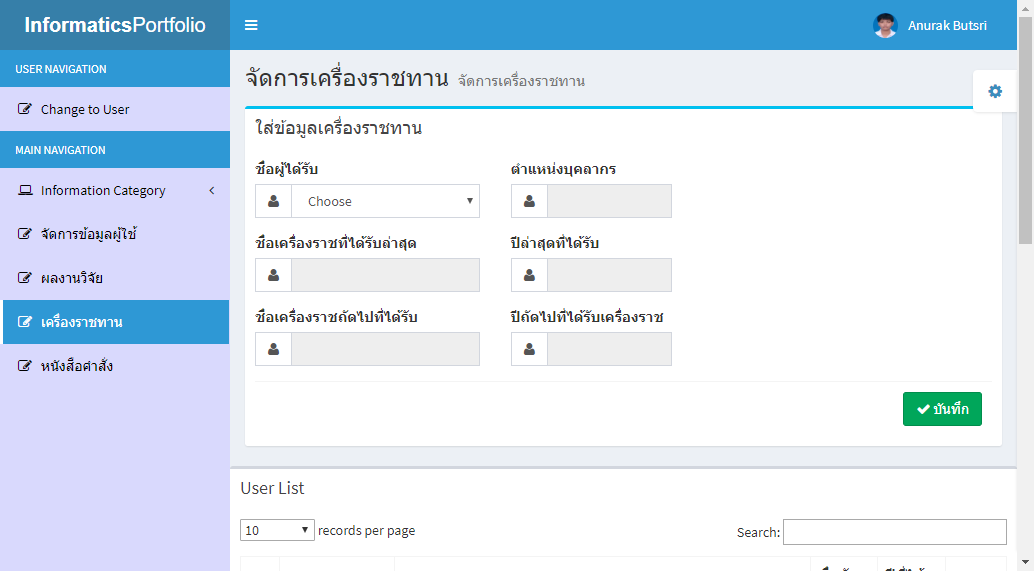 InformaticsPortfolio
Anurak Butsri
USER NAVIGATION
Change to User
MAIN NAVIGATION
Information Category
จัดการข้อมูลผู้ใช้
ผลงานวิจัย
เครื่องราชทาน
หนังสือคำสั่ง
จัดการเครื่องราชทาน จัดการเครื่องราชทาน
ใส่ข้อมูลเครื่องราชทาน
ชื่อผู้ได้รับ ตำแหน่งบุคลากร
Choose
ชื่อเครื่องราชที่ได้รับล่าสุด ปีล่าสุดที่ได้รับ
ชื่อเครื่องราชถัดไปที่ได้รับ ปีถัดไปที่ได้รับเครื่องราช
บันทึก
User List
10 records per page Search: